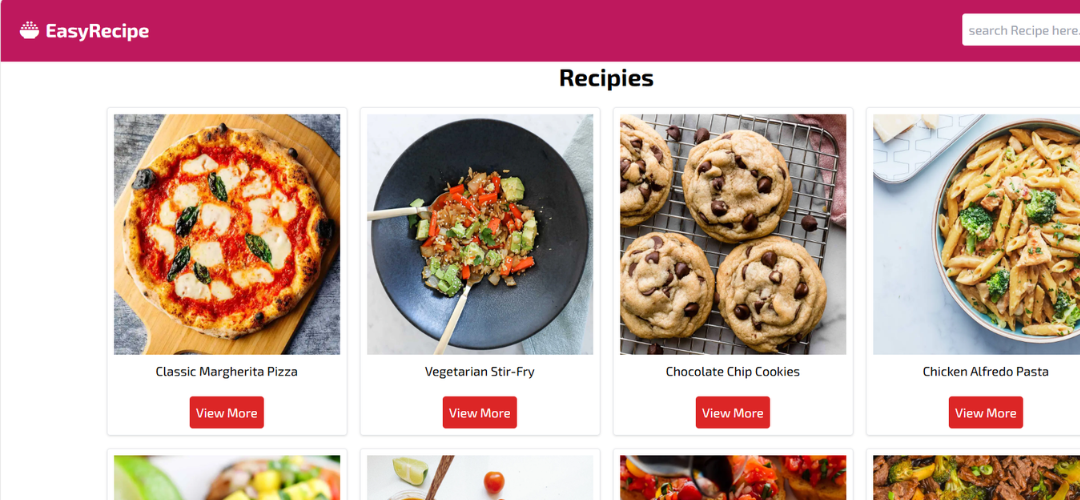 EasyRecipe
search Recipe here.
Recipies
Classic Margherita Pizza
Vegetarian Stir-Fry
Chocolate Chip Cookies
Chicken Alfredo Pasta
View More
View More
View More
View More